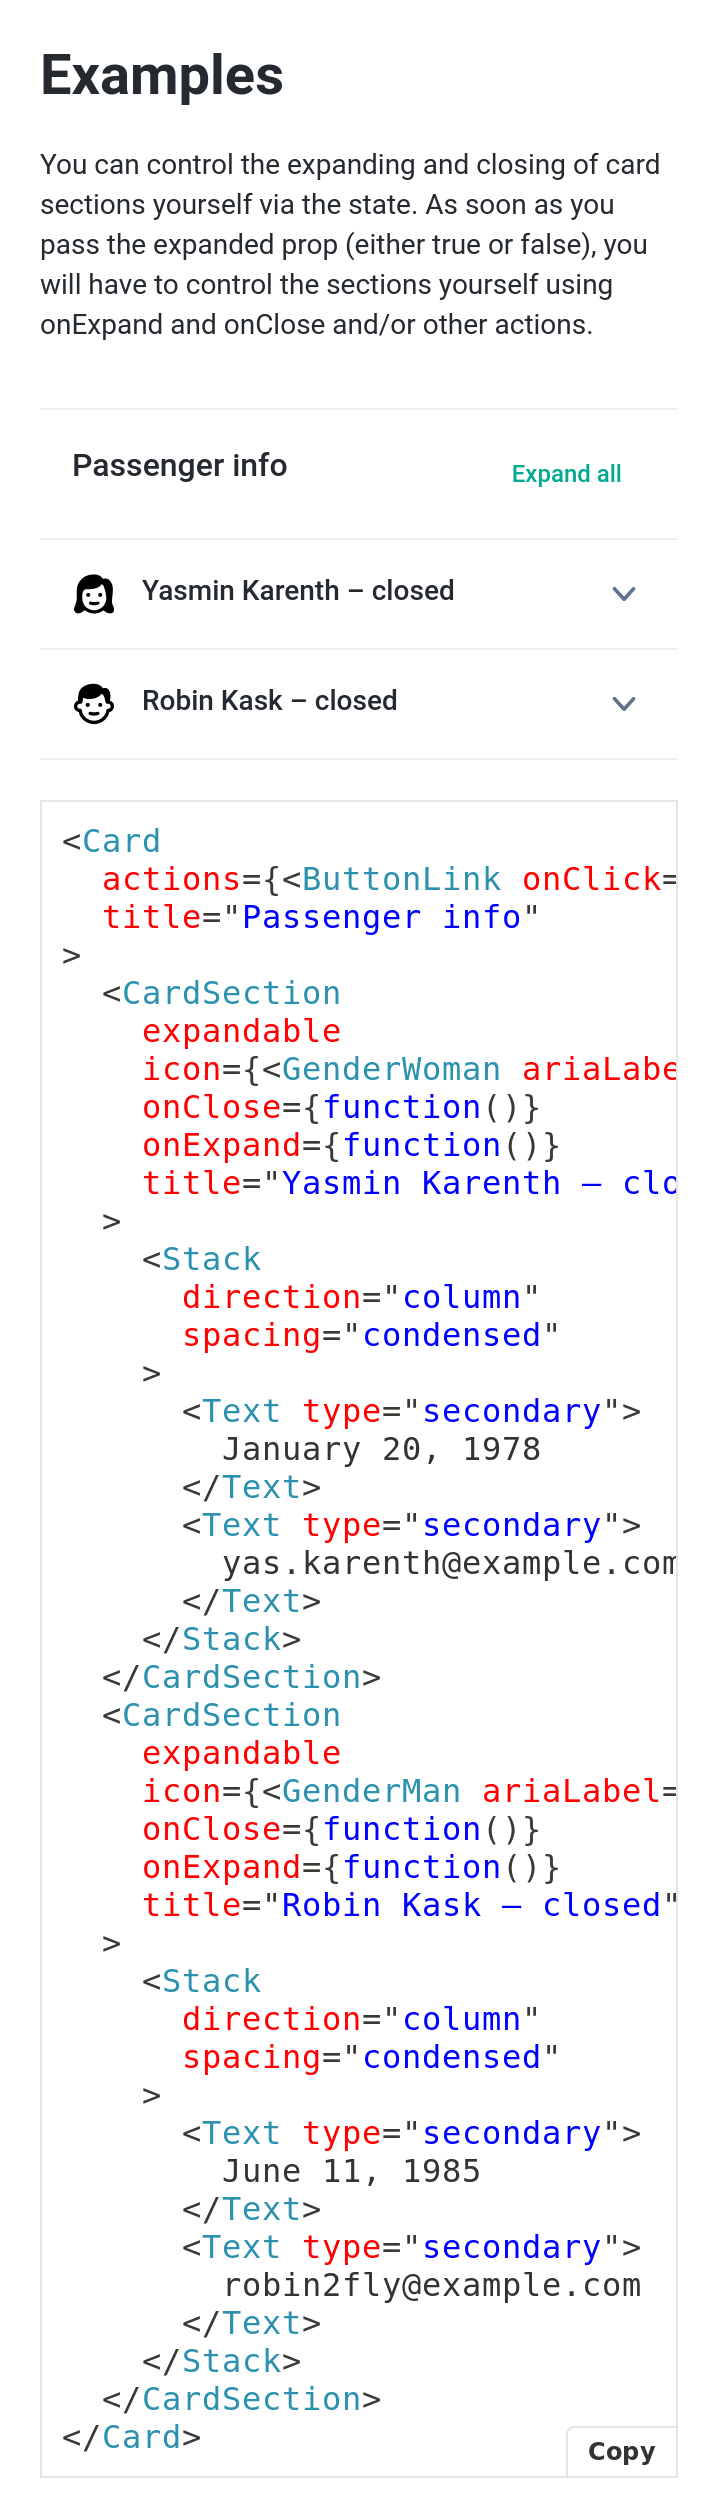 Examples
You can control the expanding and closing of card
sections yourself via the state. As soon as you
pass the expanded prop (either true or false), you
will have to control the sections yourself using
onExpand and onClose and/or other actions.
Passenger info
Expand all
Yasmin Karenth – closed
Robin Kask – closed
<Card
  actions={<ButtonLink onClick=
  title="Passenger info"
>
  <CardSection
    expandable
    icon={<GenderWoman ariaLabe
    onClose={function()}
    onExpand={function()}
    title="Yasmin Karenth – clo
  >
    <Stack
      direction="column"
      spacing="condensed"
    >
      <Text type="secondary">
        January 20, 1978
      </Text>
      <Text type="secondary">
        yas.karenth@example.com
      </Text>
    </Stack>
  </CardSection>
  <CardSection
    expandable
    icon={<GenderMan ariaLabel=
    onClose={function()}
    onExpand={function()}
    title="Robin Kask – closed"
  >
    <Stack
      direction="column"
      spacing="condensed"
    >
      <Text type="secondary">
        June 11, 1985
      </Text>
      <Text type="secondary">
        robin2fly@example.com
      </Text>
    </Stack>
  </CardSection>
</Card>
Copy